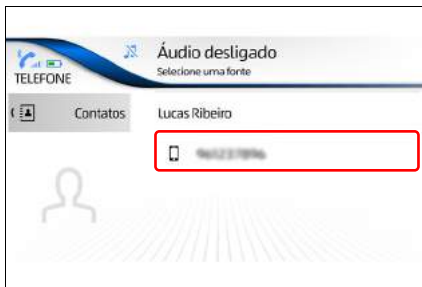 Áudio desligado
Selecione uma fonte
TELEFONE
Contatos
Lucas Ribeiro